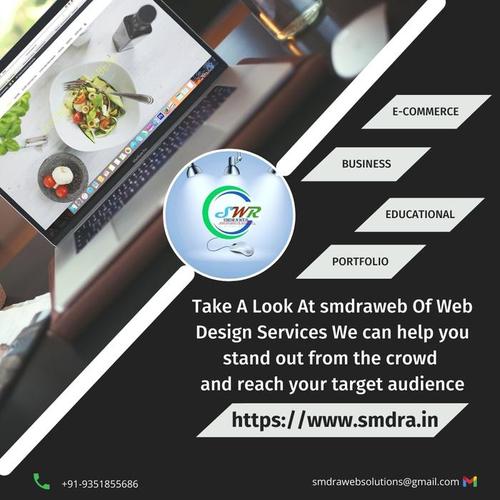 E-COMMERCE
BUSINESS
EDUCATIONAL
PORTFOLIO
SWR
Take A Look At smdraweb Of Web
Design Services We can help you
stand out from the crowd
and reach your target audience
https://www.smdra.in
+91-9351855686
smdrawebsolutions@gmail.com